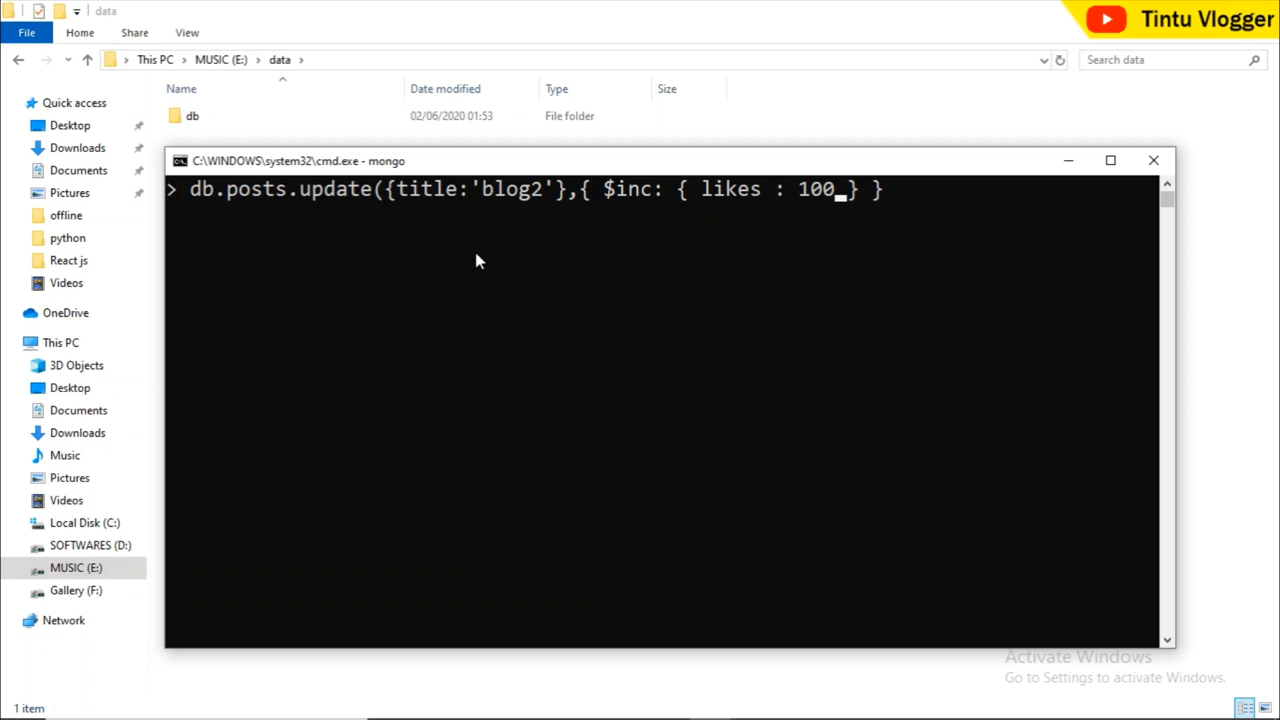 data
Tintu Vlogger
File Home Share View
This PC MUSIC (E:) data
Search data
Name Date modified Type Size
db 02/06/2020 01:53 File folder
Quick access
Desktop
Downloads
Documents
Pictures
offline
python
React js
Videos
OneDrive
This PC
3D Objects
Desktop
Documents
Downloads
Music
Pictures
Videos
Local Disk (C:)
SOFTWARES (D:)
MUSIC (E:)
Gallery (F:)
Network
C:\WINDOWS\system32\cmd.exe - mongo
> db.posts.update({title:'blog2'},{ $inc: { likes : 100_} }
Activate Windows
Go to Settings to activate Windows.
1 item